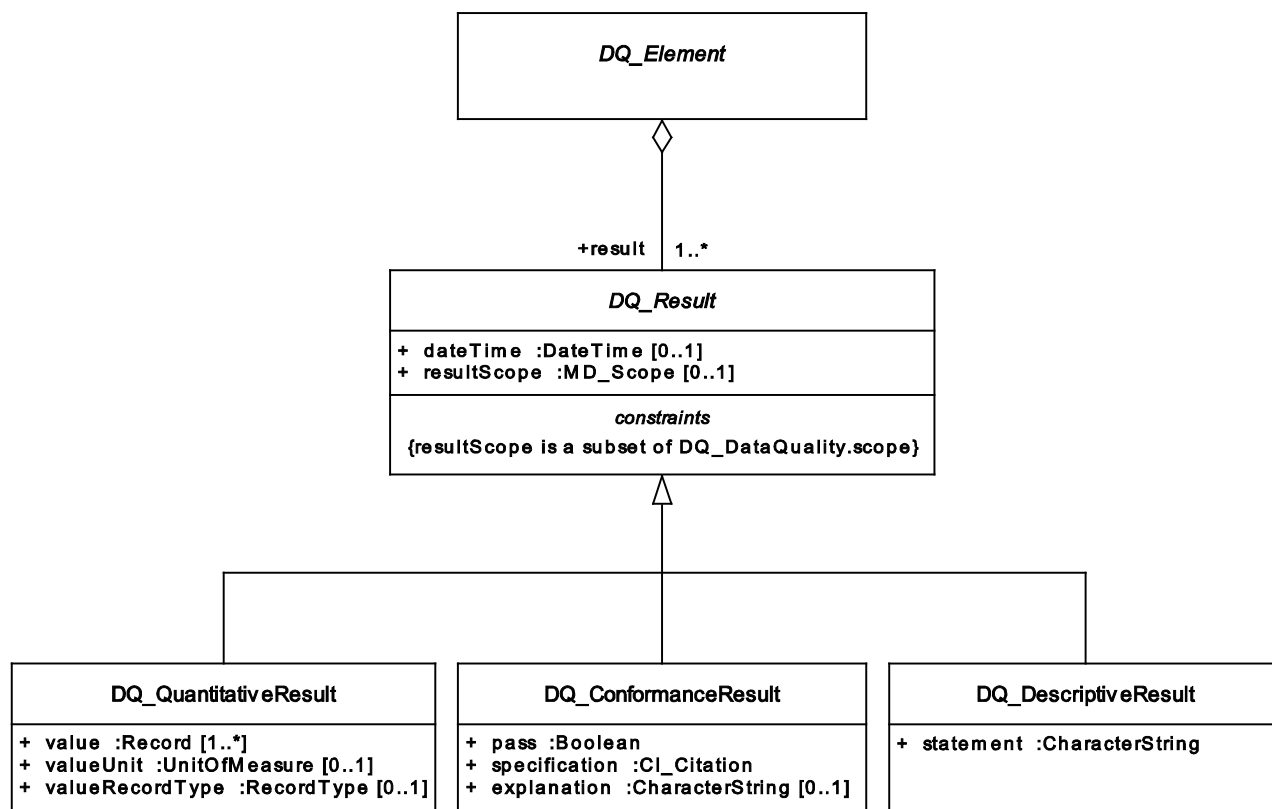 DQ_Element
+result 1..*
DQ_Result
+ dateTime :DateTime [0..1]
+ resultScope :MD_Scope [0..1]
constraints
{resultScope is a subset of DQ_DataQuality.scope}
DQ_QuantitativeResult
+ value :Record [1..*]
+ valueUnit :UnitOfMeasure [0..1]
+ valueRecordType :RecordType [0..1]
DQ_ConformanceResult
+ pass :Boolean
+ specification :CI_Citation
+ explanation :CharacterString [0..1]
DQ_DescriptiveResult
+ statement :CharacterString